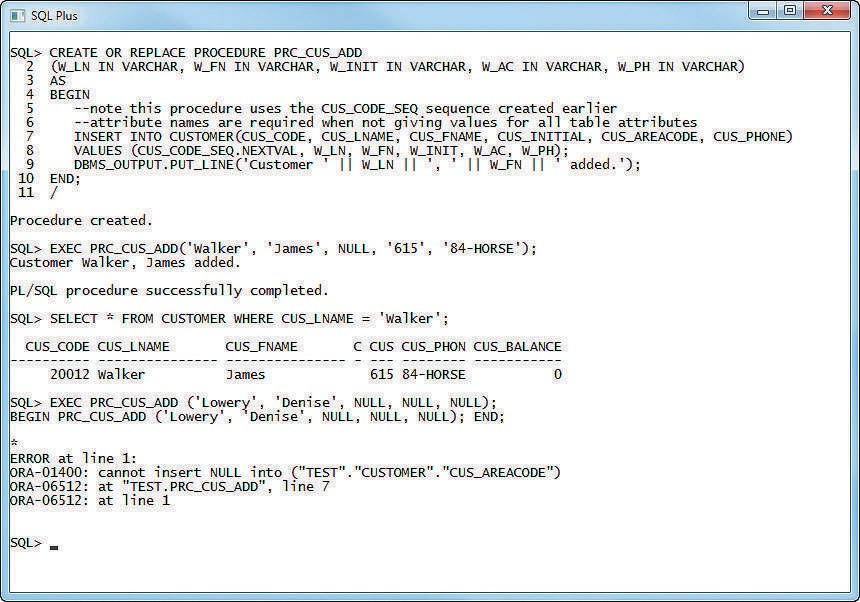 SQL Plus
SQL> CREATE OR REPLACE PROCEDURE PRC_CUS_ADD
2 (W_LN IN VARCHAR, W_FN IN VARCHAR, W_INIT IN VARCHAR, W_AC IN VARCHAR, W_PH IN VARCHAR)
3 AS
4 BEGIN
5 --note this procedure uses the CUS_CODE_SEQ sequence created earlier
6 --attribute names are required when not giving values for all table attributes
7 INSERT INTO CUSTOMER(CUS_CODE, CUS_LNAME, CUS_FNAME, CUS_INITIAL, CUS_AREACODE, CUS_PHONE)
8 VALUES (CUS_CODE_SEQ.NEXTVAL, W_LN, W_FN, W_INIT, W_AC, W_PH);
9 DBMS_OUTPUT.PUT_LINE('Customer ' || W_LN || ', ' || W_FN || ' added.');
10 END;
11 /
Procedure created.
SQL> EXEC PRC_CUS_ADD('Walker', 'James', NULL, '615', '84-HORSE');
Customer Walker, James added.
PL/SQL procedure successfully completed.
SQL> SELECT * FROM CUSTOMER WHERE CUS_LNAME = 'Walker';
CUS_CODE CUS_LNAME CUS_FNAME C CUS CUS_PHON CUS_BALANCE
---------- --------------- --------------- - --- -------- -----------
20012 Walker James 615 84-HORSE 0
SQL> EXEC PRC_CUS_ADD ('Lowery', 'Denise', NULL, NULL, NULL);
BEGIN PRC_CUS_ADD ('Lowery', 'Denise', NULL, NULL, NULL); END;
*
ERROR at line 1:
ORA-01400: cannot insert NULL into ("TEST"."CUSTOMER"."CUS_AREACODE")
ORA-06512: at "TEST.PRC_CUS_ADD", line 7
ORA-06512: at line 1
SQL>